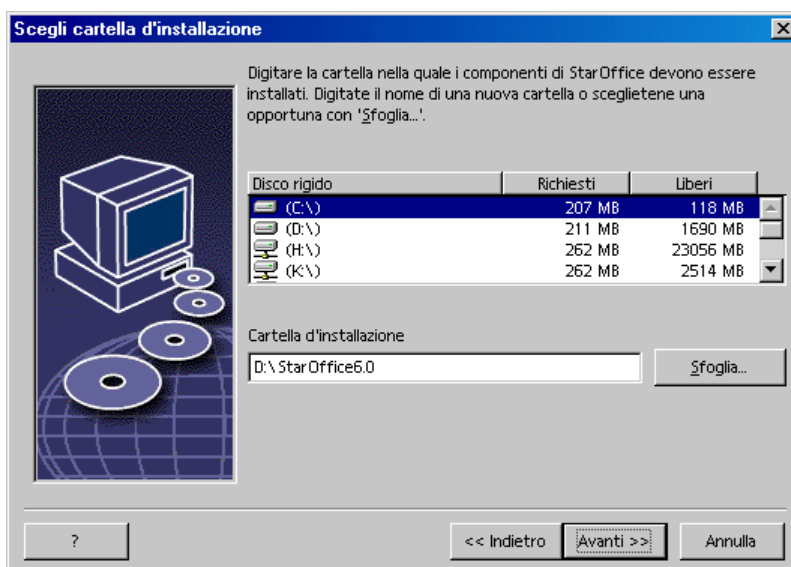 Scegli cartella d'installazione
Digitare la cartella nella quale i componenti di StarOffice devono essere
installati. Digitate il nome di una nuova cartella o sceglietene una
opportuna con 'Sfoglia...'.
Disco rigido Richiesti Liberi
(C:\) 207 MB 118 MB
(D:\) 211 MB 1690 MB
(H:\) 262 MB 23056 MB
(K:\) 262 MB 2514 MB
Cartella d'installazione
D:\StarOffice6.0 Sfoglia...
? << Indietro Avanti >> Annulla